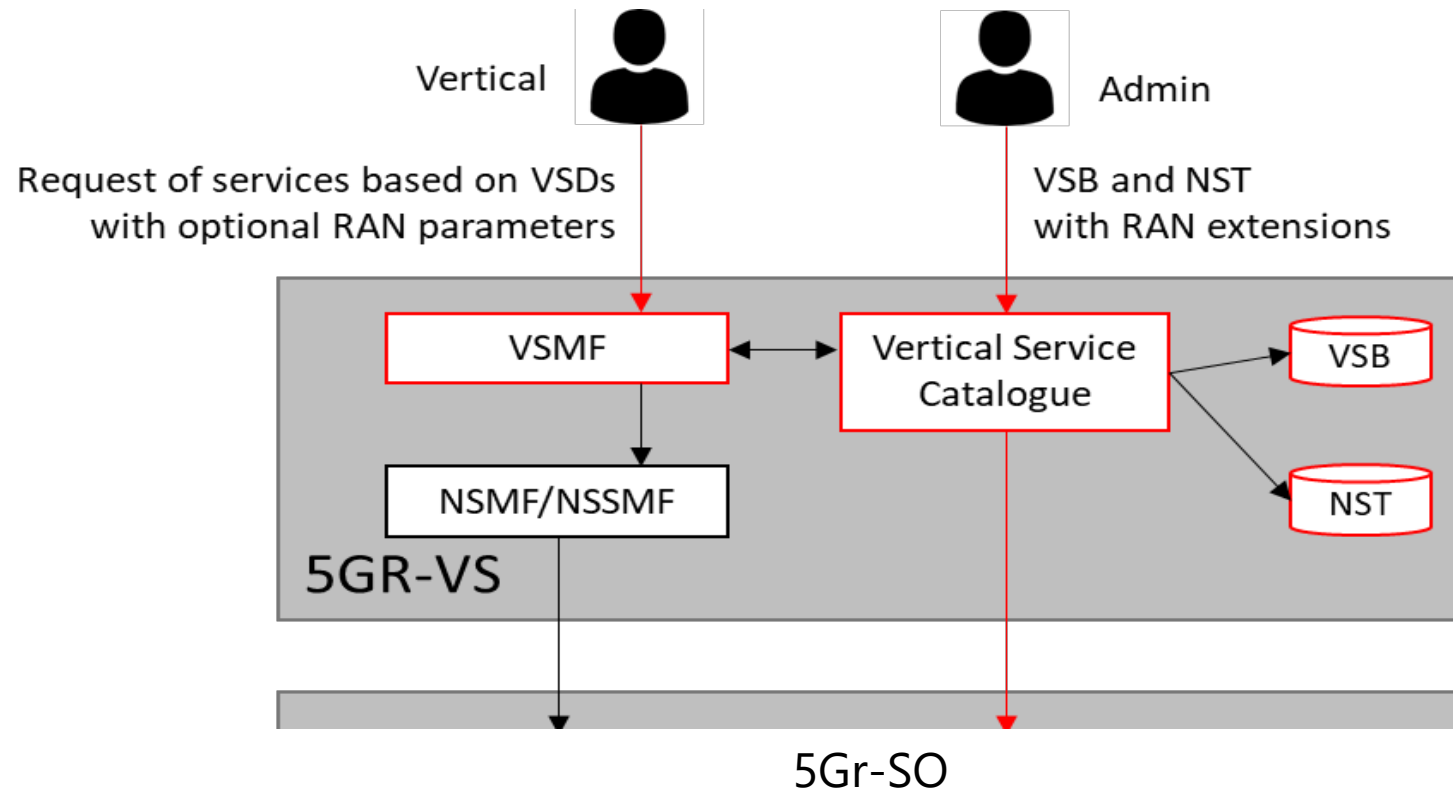 Vertical
Admin
Request of services based on VSDs
with optional RAN parameters
VSB and NST
with RAN extensions
VSMF
Vertical Service
Catalogue
VSB
NSMF/NSSMF
NST
5GR-VS
5Gr-SO